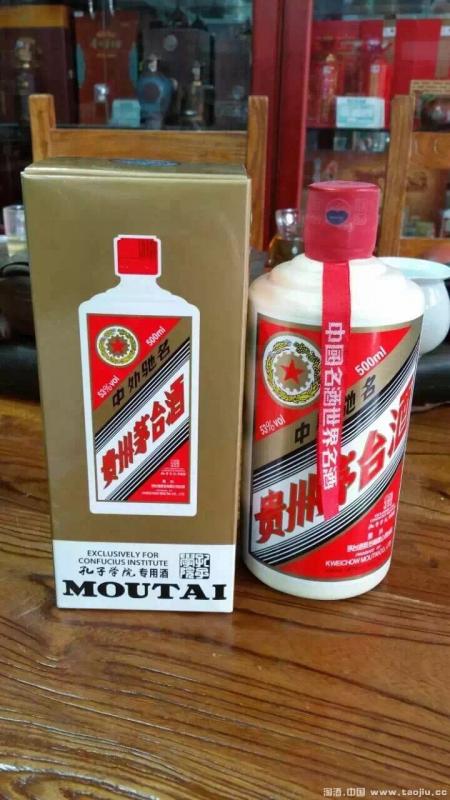 500ml
53%vol
中外驰名
贵州茅台酒
EXCLUSIVELY FOR
CONFUCIUS INSTITUTE
孔子学院专用酒
MOUTAI
中國名酒世界名酒
500ml
53%vol
中外驰名
贵州茅台酒
KWEICHOW MOUTAI CO.
淘酒.中国 www.taojiu.cc